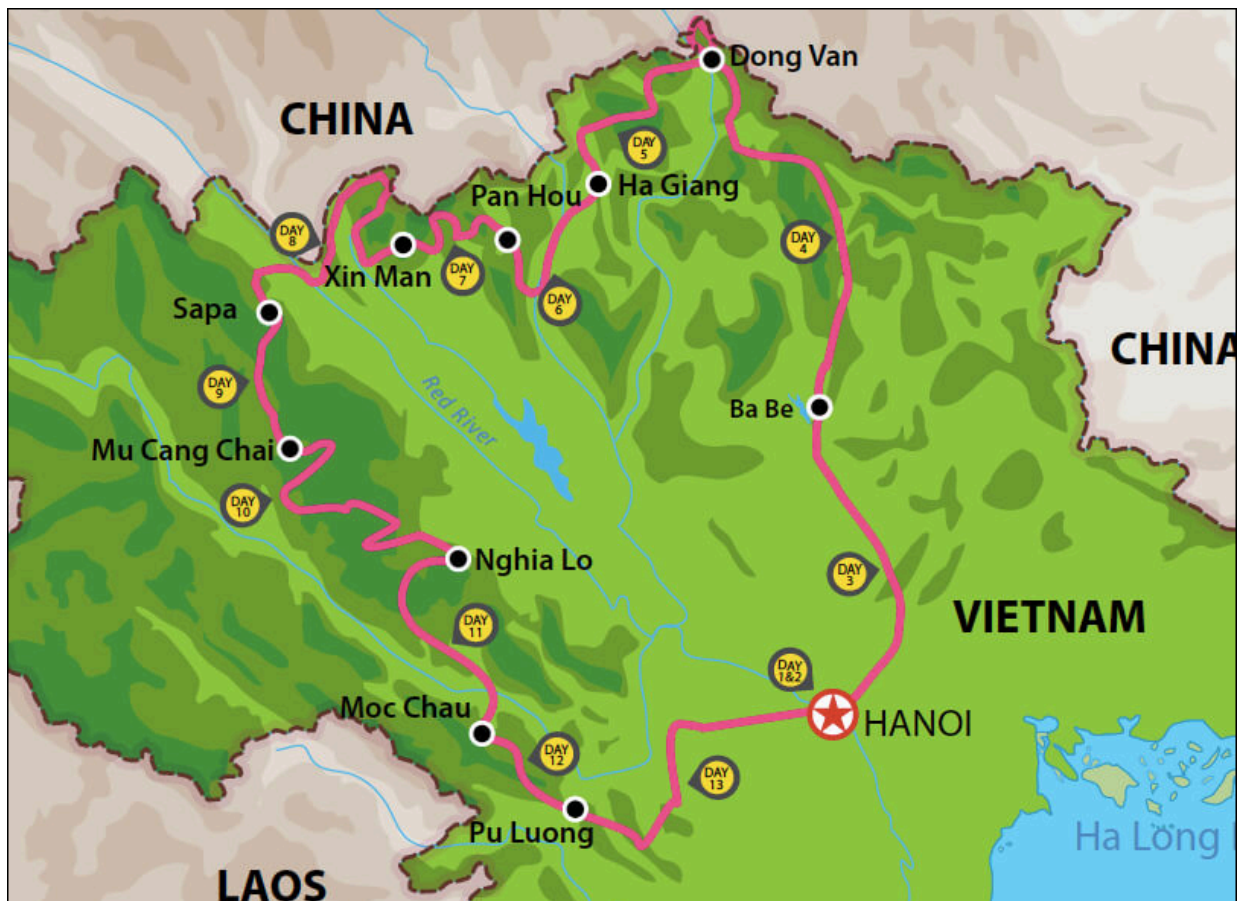 Dong Van
CHINA
DAY
5
Pan Hou
Ha Giang
DAY
8
DAY
4
Xin Man
DAY
7
DAY
6
Sapa
CHINA
DAY
9
Red River
Ba Be
Mu Cang Chai
DAY
10
Nghia Lo
DAY
3
VIETNAM
DAY
11
DAY
1&2
Moc Chau
HANOI
DAY
12
DAY
13
Pu Luong
Ha Long
LAOS